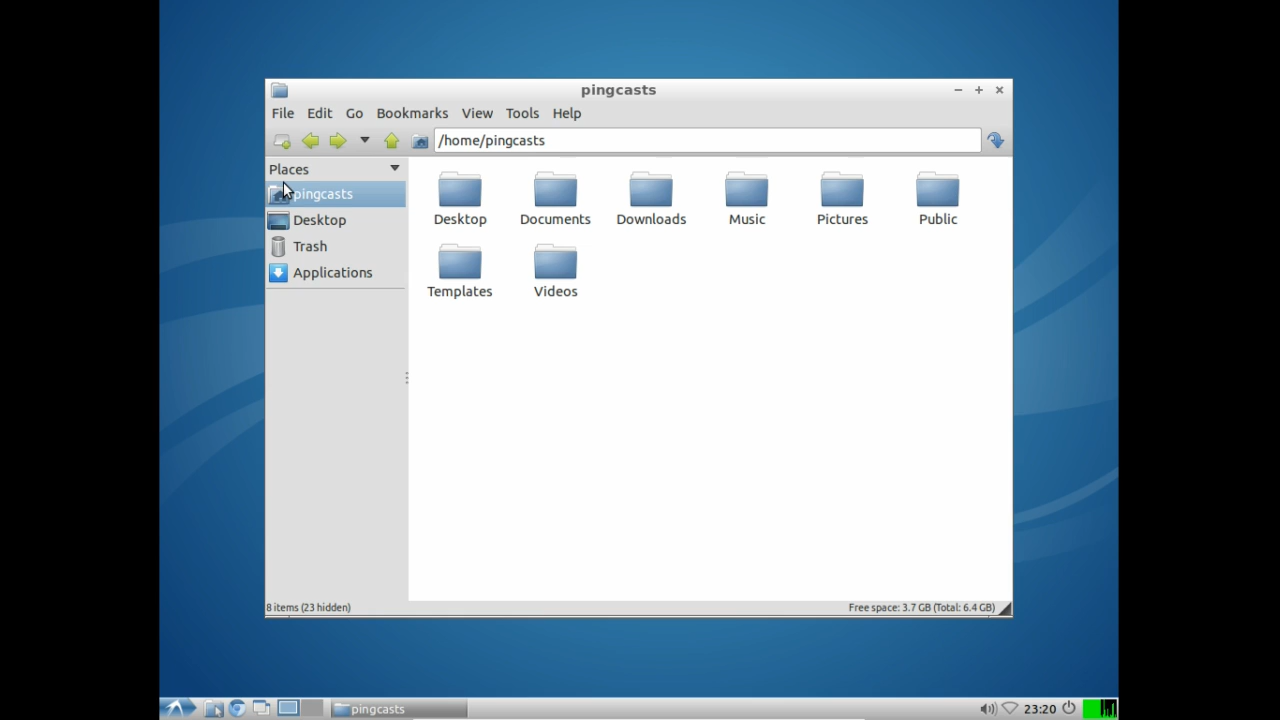 pingcasts
File Edit Go Bookmarks View Tools Help
/home/pingcasts
Places
pingcasts
Desktop
Trash
Applications
Desktop Documents Downloads Music Pictures Public
Templates Videos
8 items (23 hidden) Free space: 3.7 GB (Total: 6.4 GB)
pingcasts 23:20